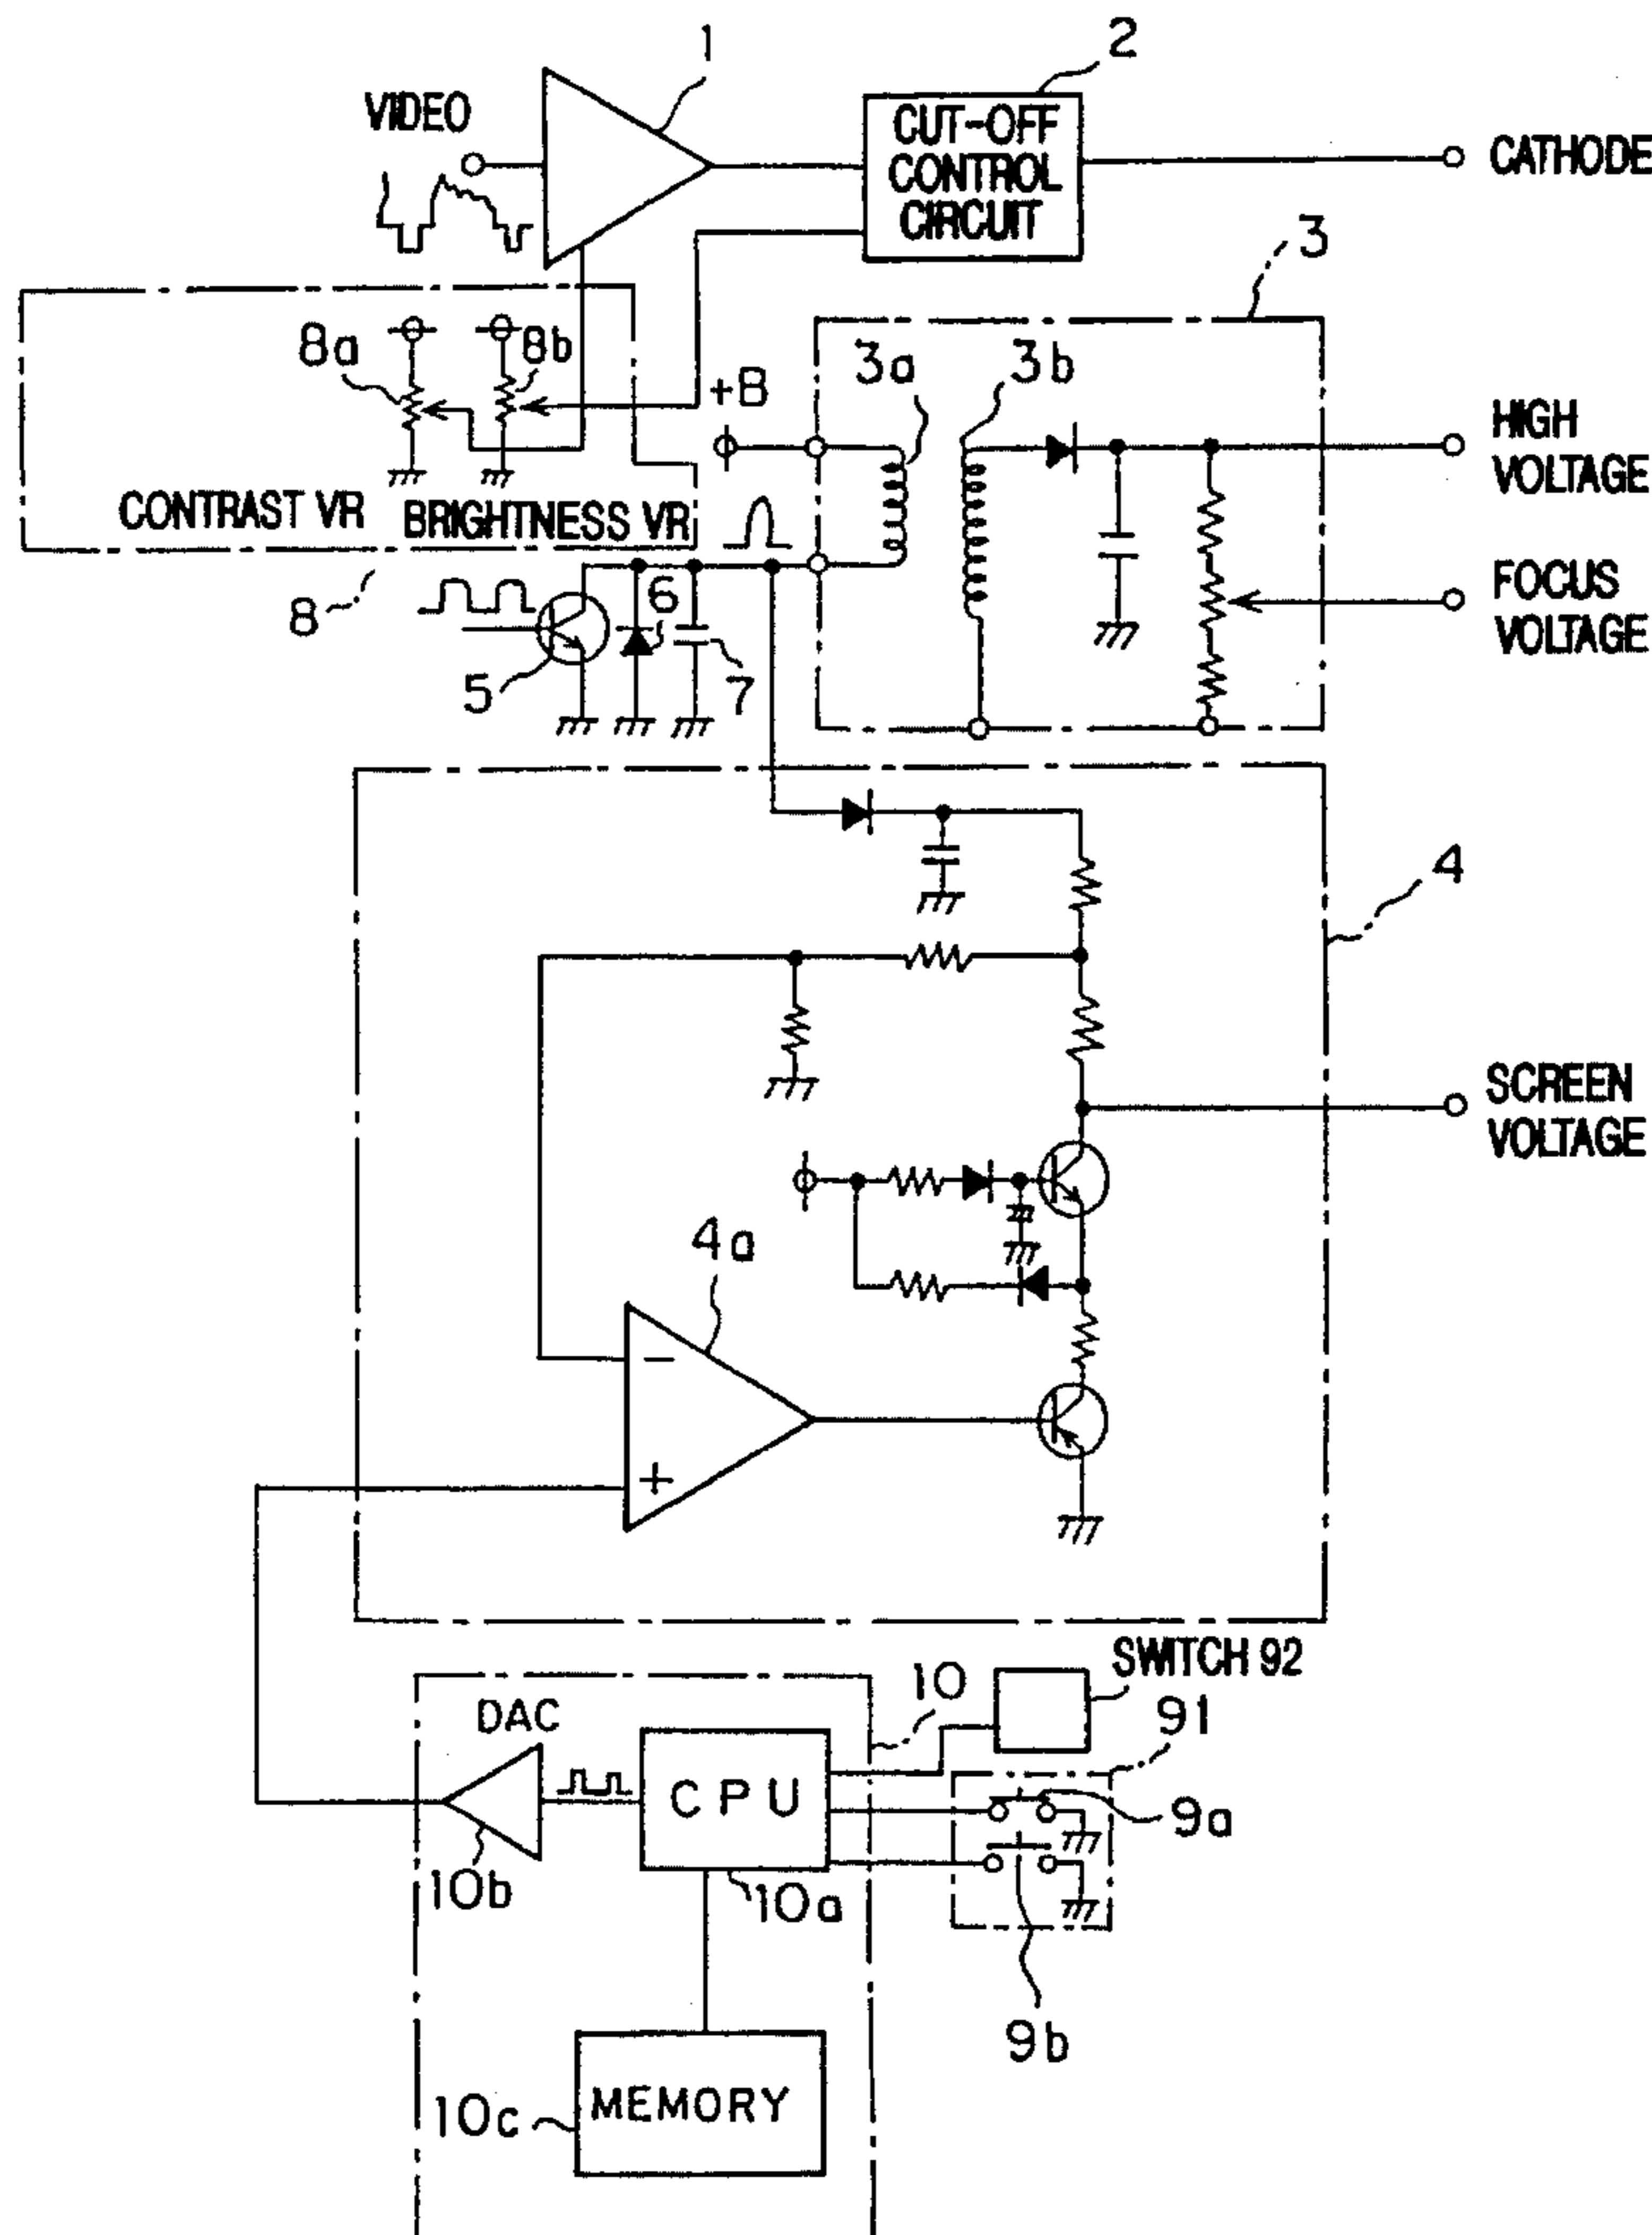 1
2
VIDEO
CUT-OFF
CONTROL
CIRCUIT
CATHODE
3
8a
8b
3a
3b
+B
HIGH
VOLTAGE
CONTRAST VR
BRIGHTNESS VR
FOCUS
VOLTAGE
8
6
5
7
4
SCREEN
VOLTAGE
4a
−
+
SWITCH 92
10
91
DAC
CPU
9a
10b
10a
9b
10c
MEMORY